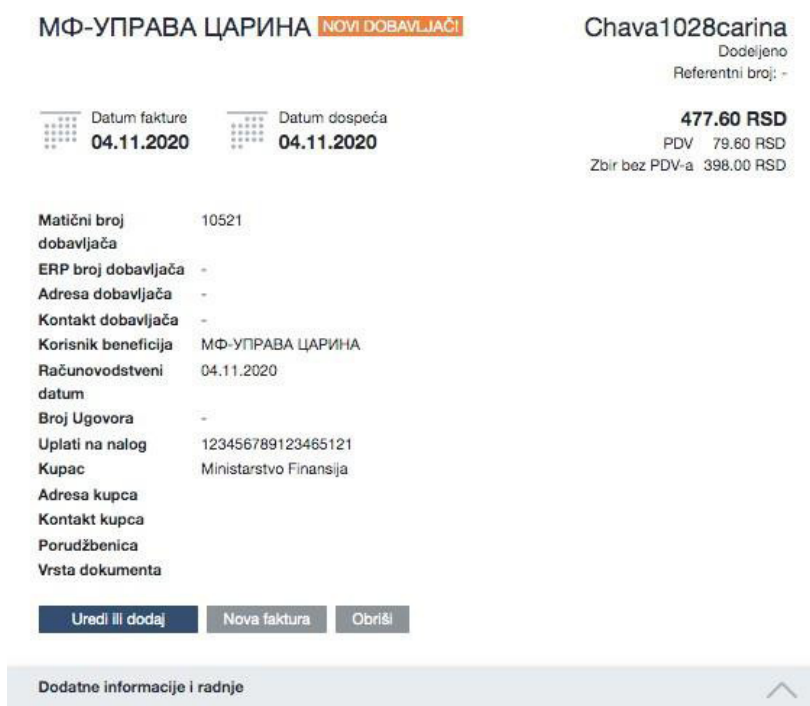 МФ-УПРАВА ЦАРИНА NOVI DOBAVLJAČI
Chava1028carina
Dodeljeno
Referentni broj: -
Datum fakture
04.11.2020
Datum dospeća
04.11.2020
477.60 RSD
PDV 79.60 RSD
Zbir bez PDV-a 398.00 RSD
Matični broj
dobavljača
10521
ERP broj dobavljača -
Adresa dobavljača -
Kontakt dobavljača -
Korisnik beneficija МФ-УПРАВА ЦАРИНА
Računovodstveni
datum
04.11.2020
Broj Ugovora -
Uplati na nalog 123456789123465121
Kupac Ministarstvo Finansija
Adresa kupca
Kontakt kupca
Porudžbenica
Vrsta dokumenta
Uredi ili dodaj Nova faktura Obriši
Dodatne informacije i radnje